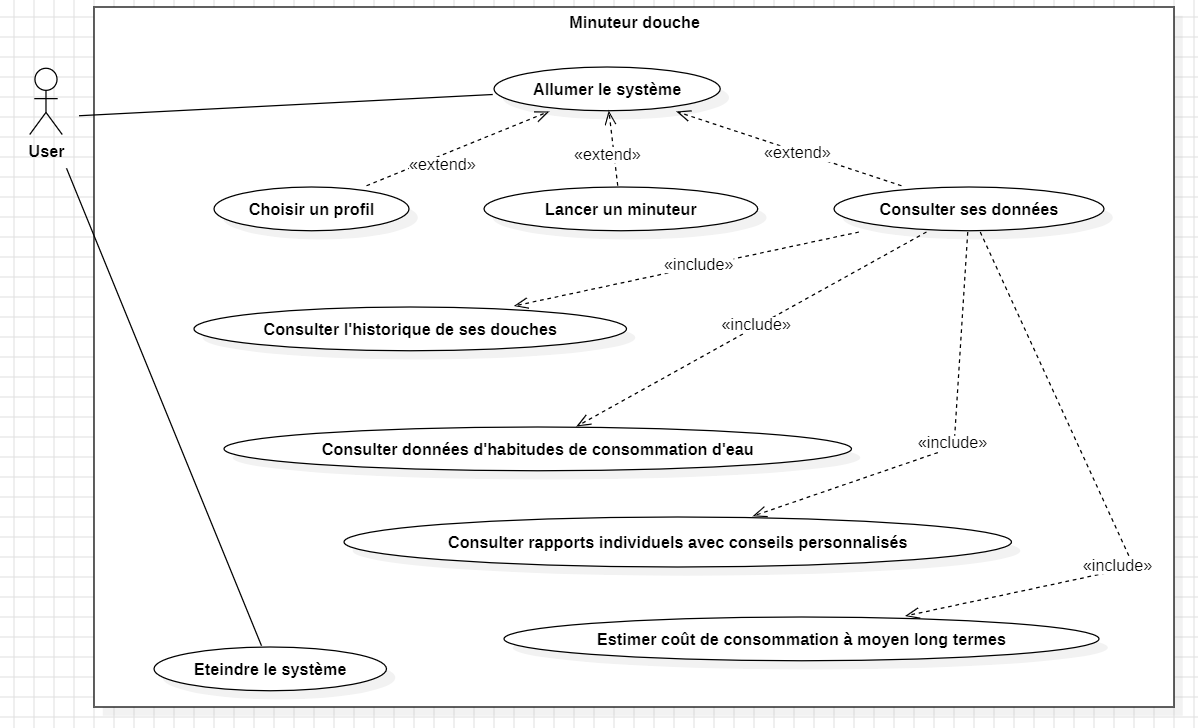 Minuteur douche
Allumer le système
User
«extend»
«extend»
«extend»
Choisir un profil
Lancer un minuteur
Consulter ses données
«include»
Consulter l'historique de ses douches
«include»
Consulter données d'habitudes de consommation d'eau
«include»
Consulter rapports individuels avec conseils personnalisés
«include»
Estimer coût de consommation à moyen long termes
Eteindre le système